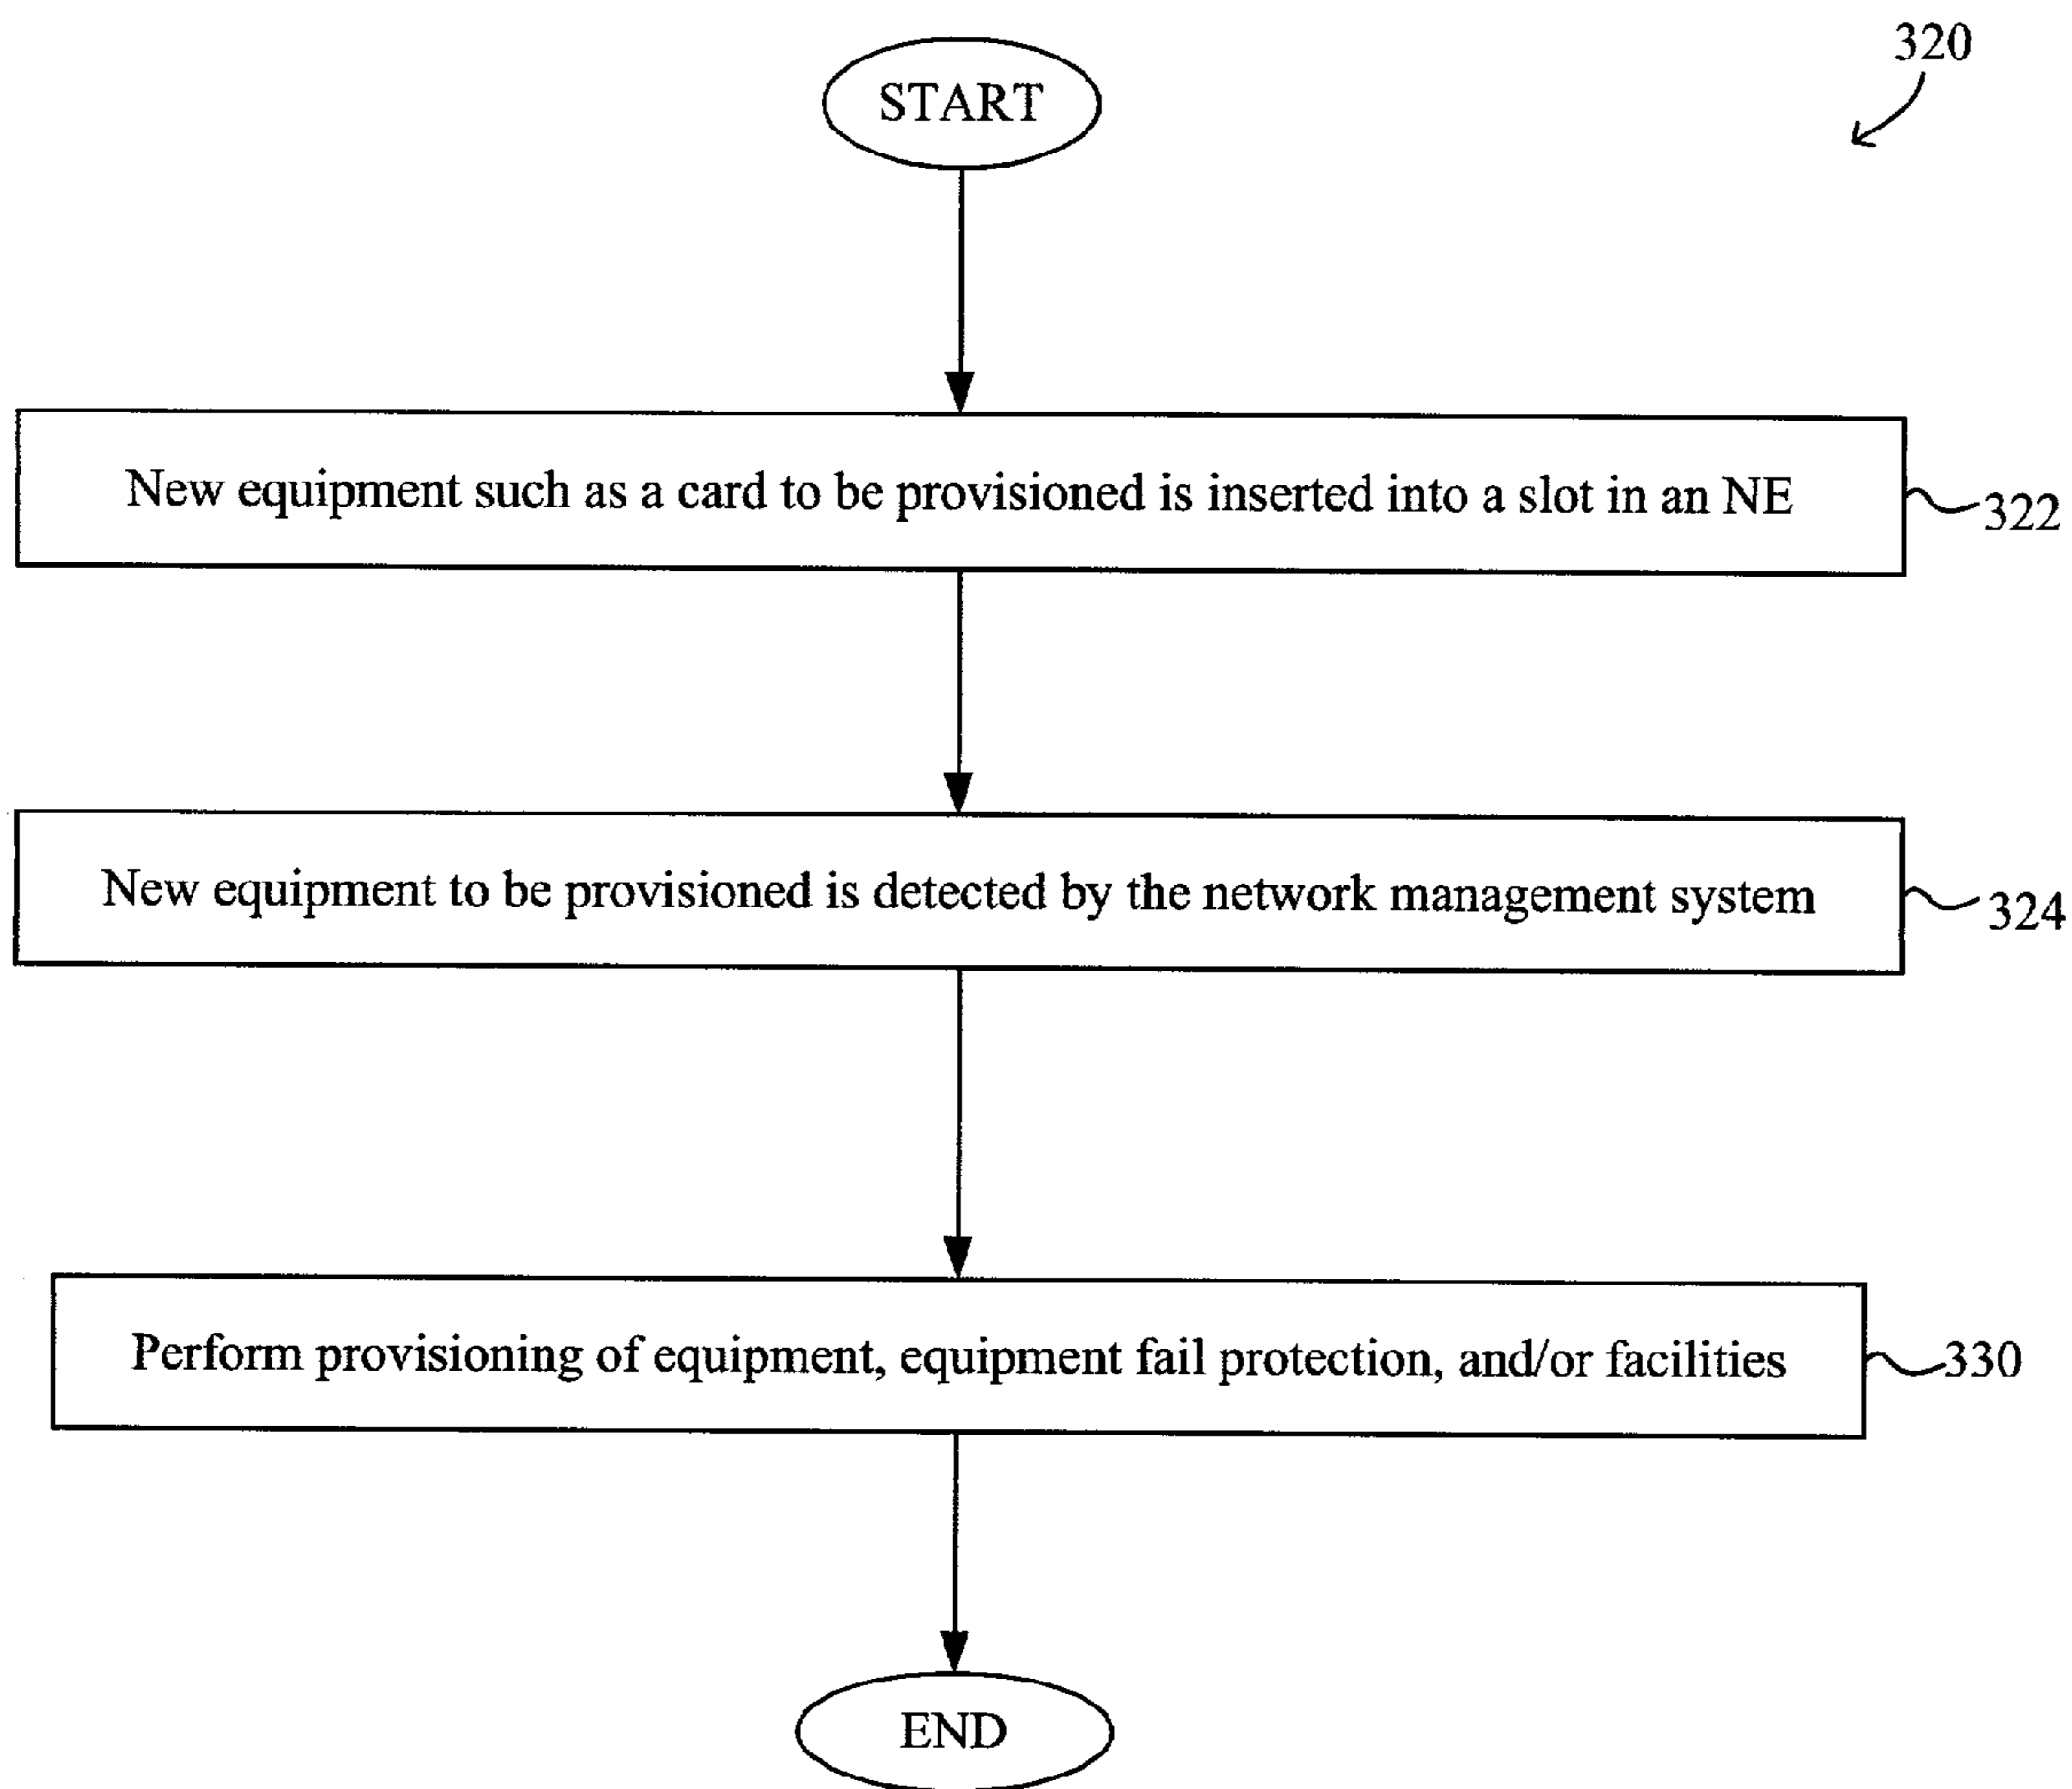 320
START
New equipment such as a card to be provisioned is inserted into a slot in an NE
322
New equipment to be provisioned is detected by the network management system
324
Perform provisioning of equipment, equipment fail protection, and/or facilities
330
END